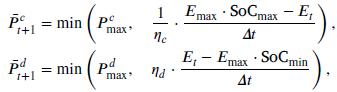 P̄ᶜₜ₊₁ = min ( Pᶜₘₐₓ, 1/η_c · (E_max · SoC_max − E_t)/Δt ),
P̄ᵈₜ₊₁ = min ( Pᵈₘₐₓ, η_d · (E_t − E_max · SoC_min)/Δt ),